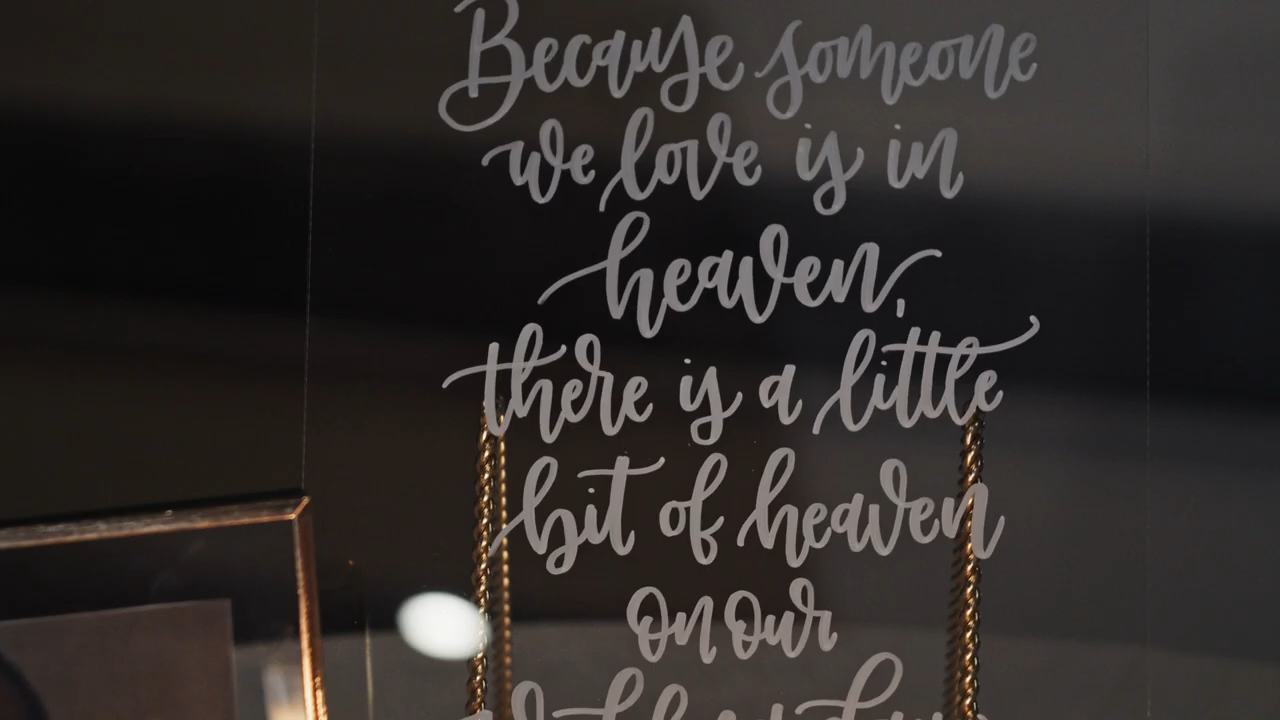 Because someone
we love is in
heaven,
there is a little
bit of heaven
on our